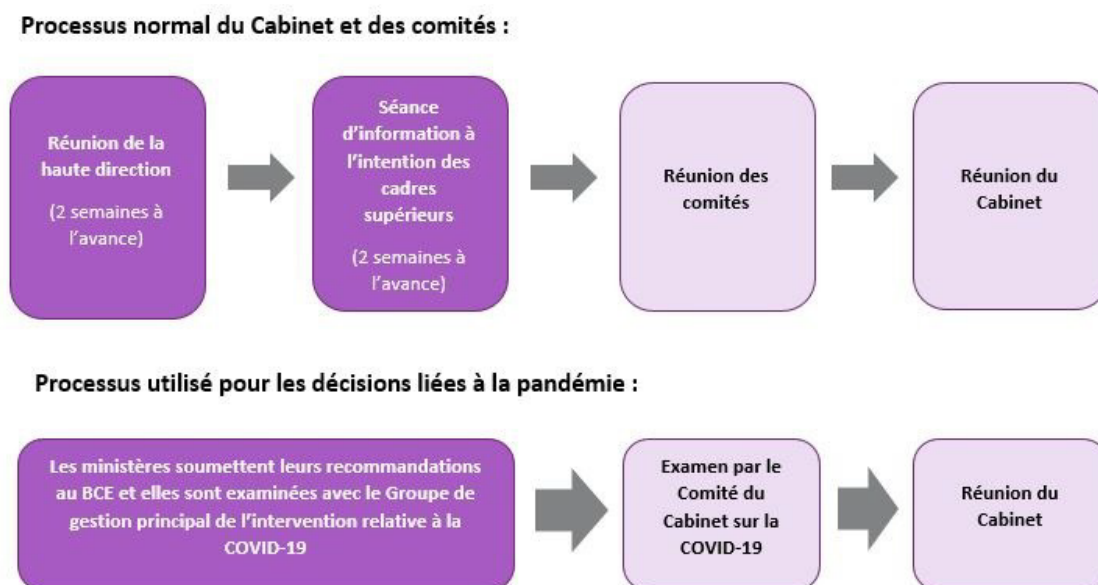 Processus normal du Cabinet et des comités :
Réunion de la
haute direction
(2 semaines à
l’avance)
Séance
d’information à
l’intention des
cadres
supérieurs
(2 semaines à
l’avance)
Réunion des
comités
Réunion du
Cabinet
Processus utilisé pour les décisions liées à la pandémie :
Les ministères soumettent leurs recommandations
au BCE et elles sont examinées avec le Groupe de
gestion principal de l’intervention relative à la
COVID-19
Examen par le
Comité du
Cabinet sur la
COVID-19
Réunion du
Cabinet